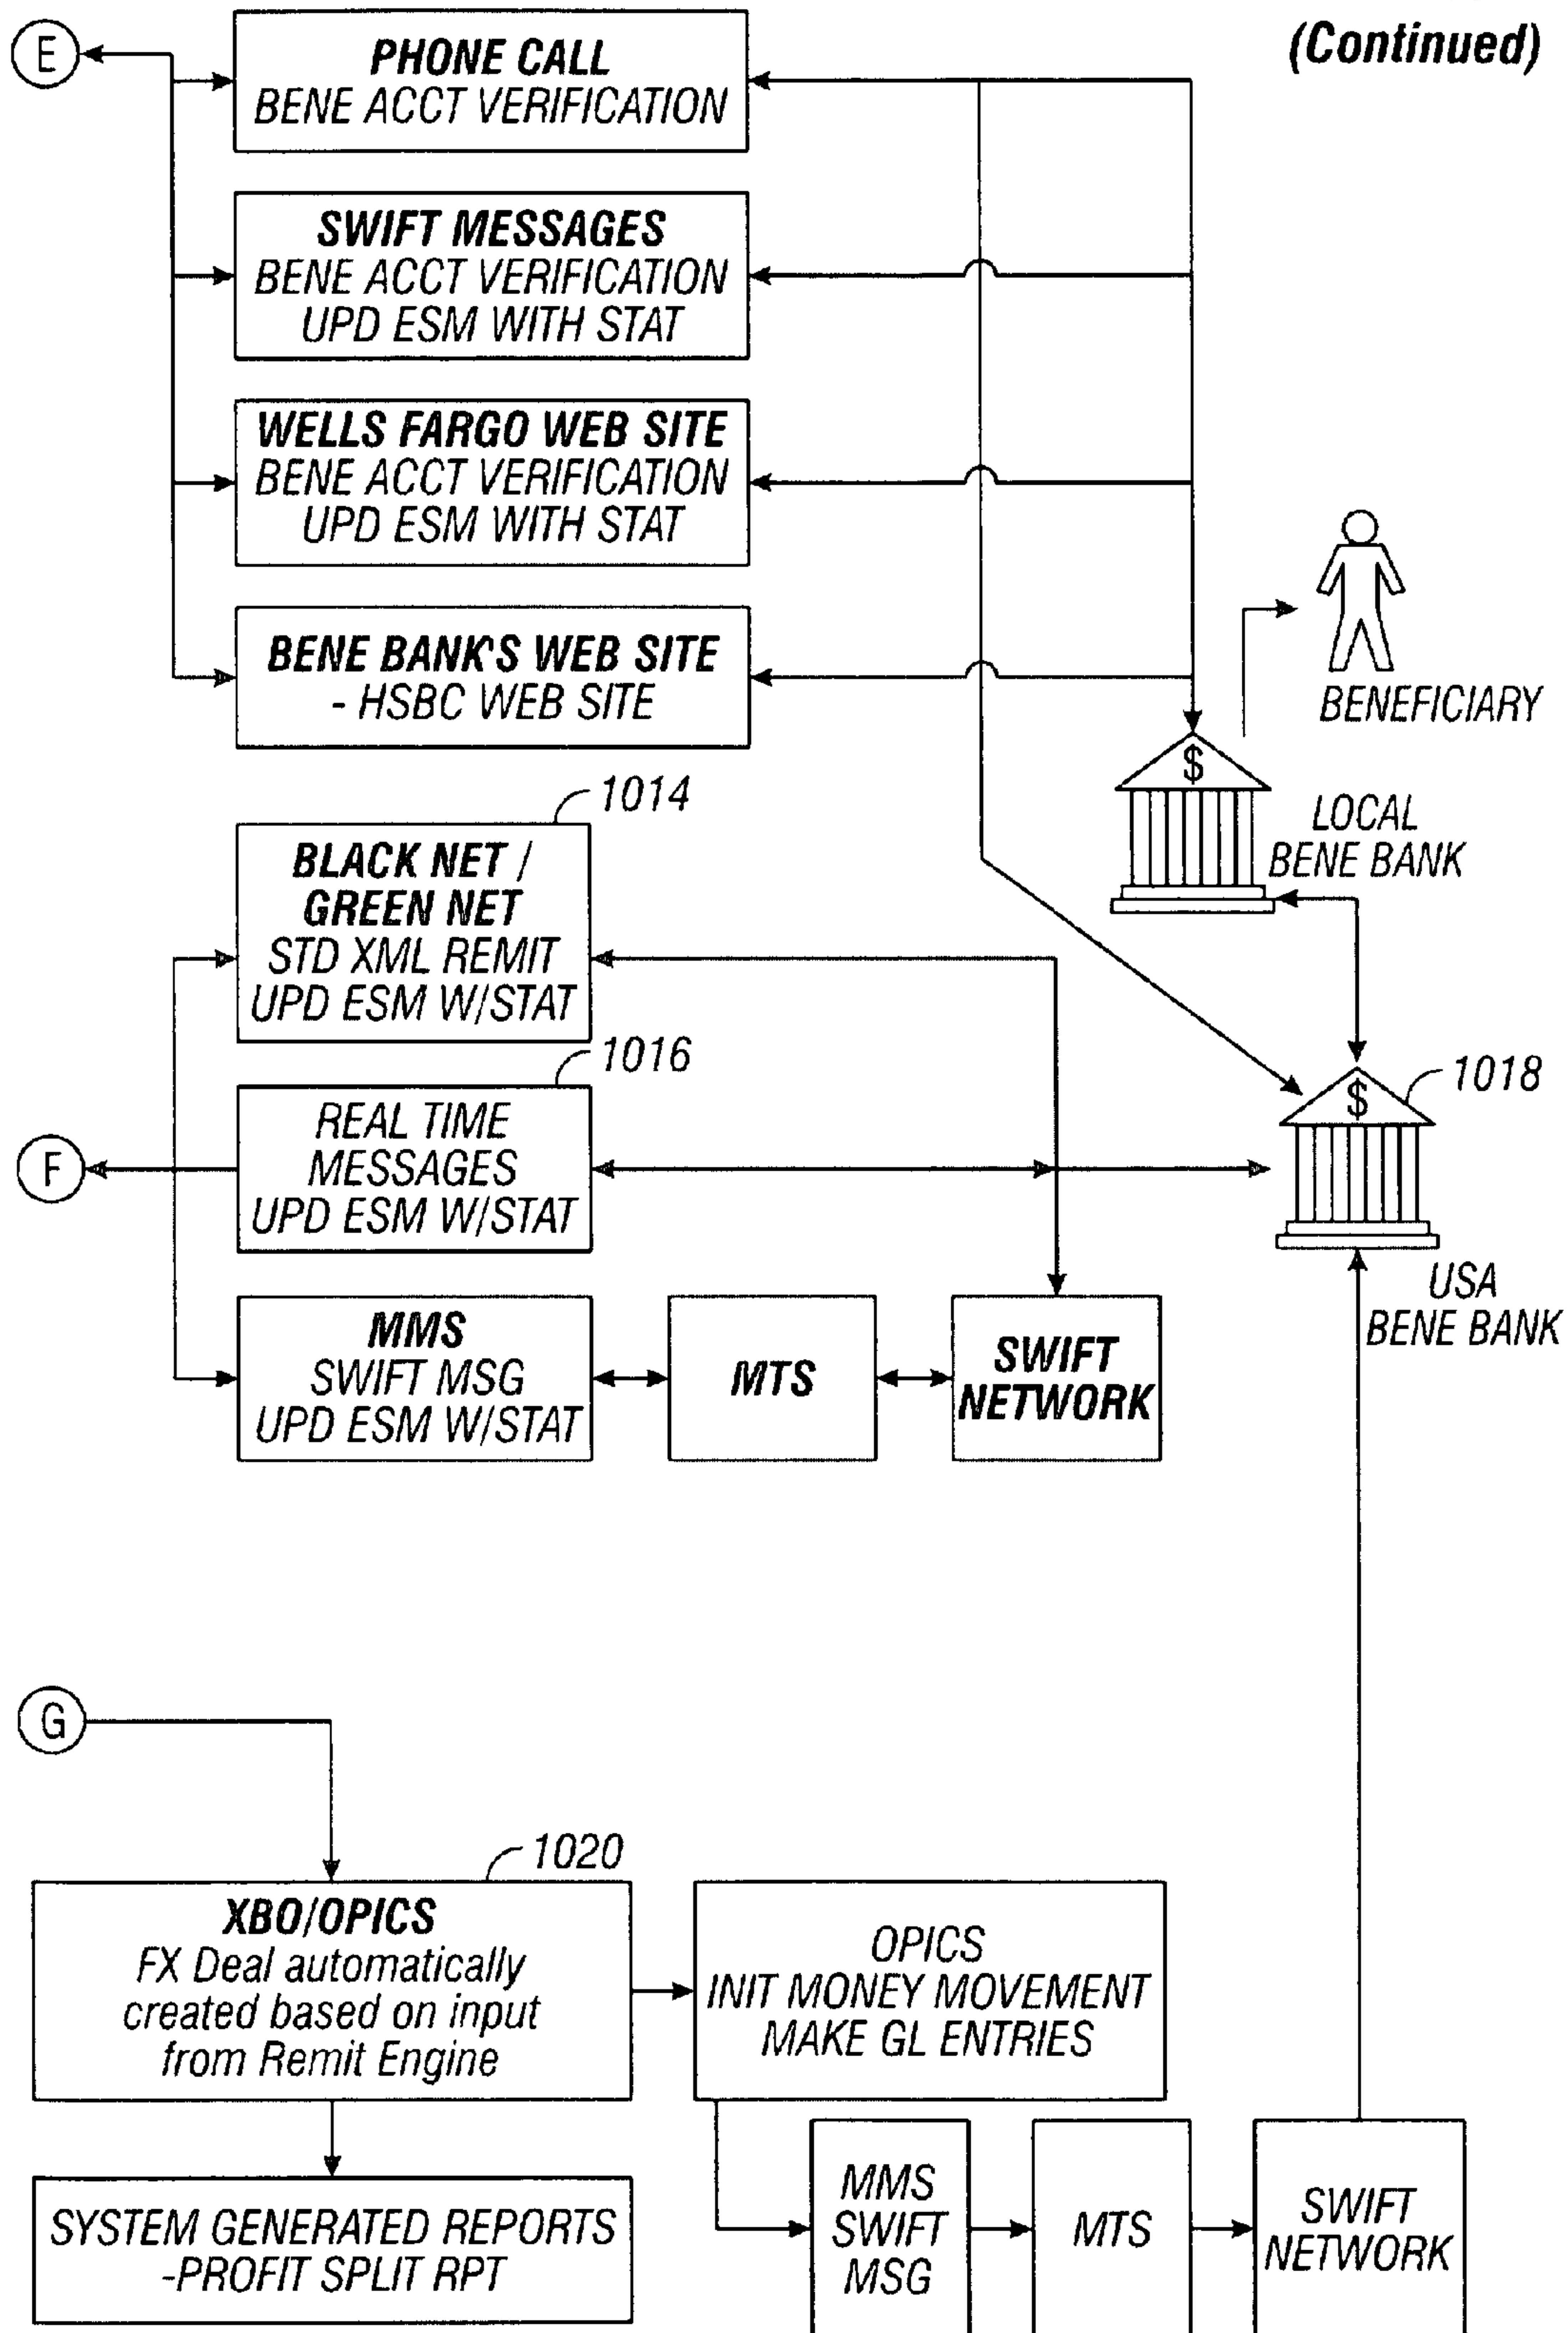 (Continued)
E
PHONE CALL
BENE ACCT VERIFICATION
SWIFT MESSAGES
BENE ACCT VERIFICATION
UPD ESM WITH STAT
WELLS FARGO WEB SITE
BENE ACCT VERIFICATION
UPD ESM WITH STAT
BENE BANK'S WEB SITE
- HSBC WEB SITE
BENEFICIARY
$
LOCAL
BENE BANK
1014
BLACK NET /
GREEN NET
STD XML REMIT
UPD ESM W/STAT
1016
REAL TIME
MESSAGES
UPD ESM W/STAT
F
1018
$
USA
BENE BANK
MMS
SWIFT MSG
UPD ESM W/STAT
MTS
SWIFT
NETWORK
G
1020
XBO/OPICS
FX Deal automatically
created based on input
from Remit Engine
OPICS
INIT MONEY MOVEMENT
MAKE GL ENTRIES
SYSTEM GENERATED REPORTS
-PROFIT SPLIT RPT
MMS
SWIFT
MSG
MTS
SWIFT
NETWORK